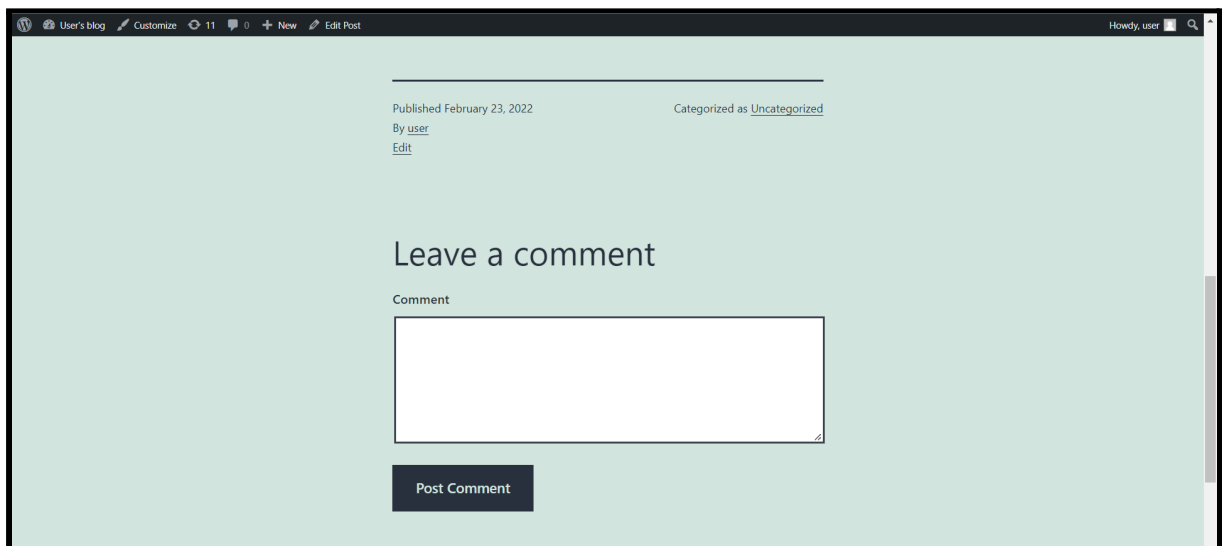 User's blog Customize 11 0 New Edit Post Howdy, user
Published February 23, 2022 Categorized as Uncategorized
By user
Edit
Leave a comment
Comment
Post Comment